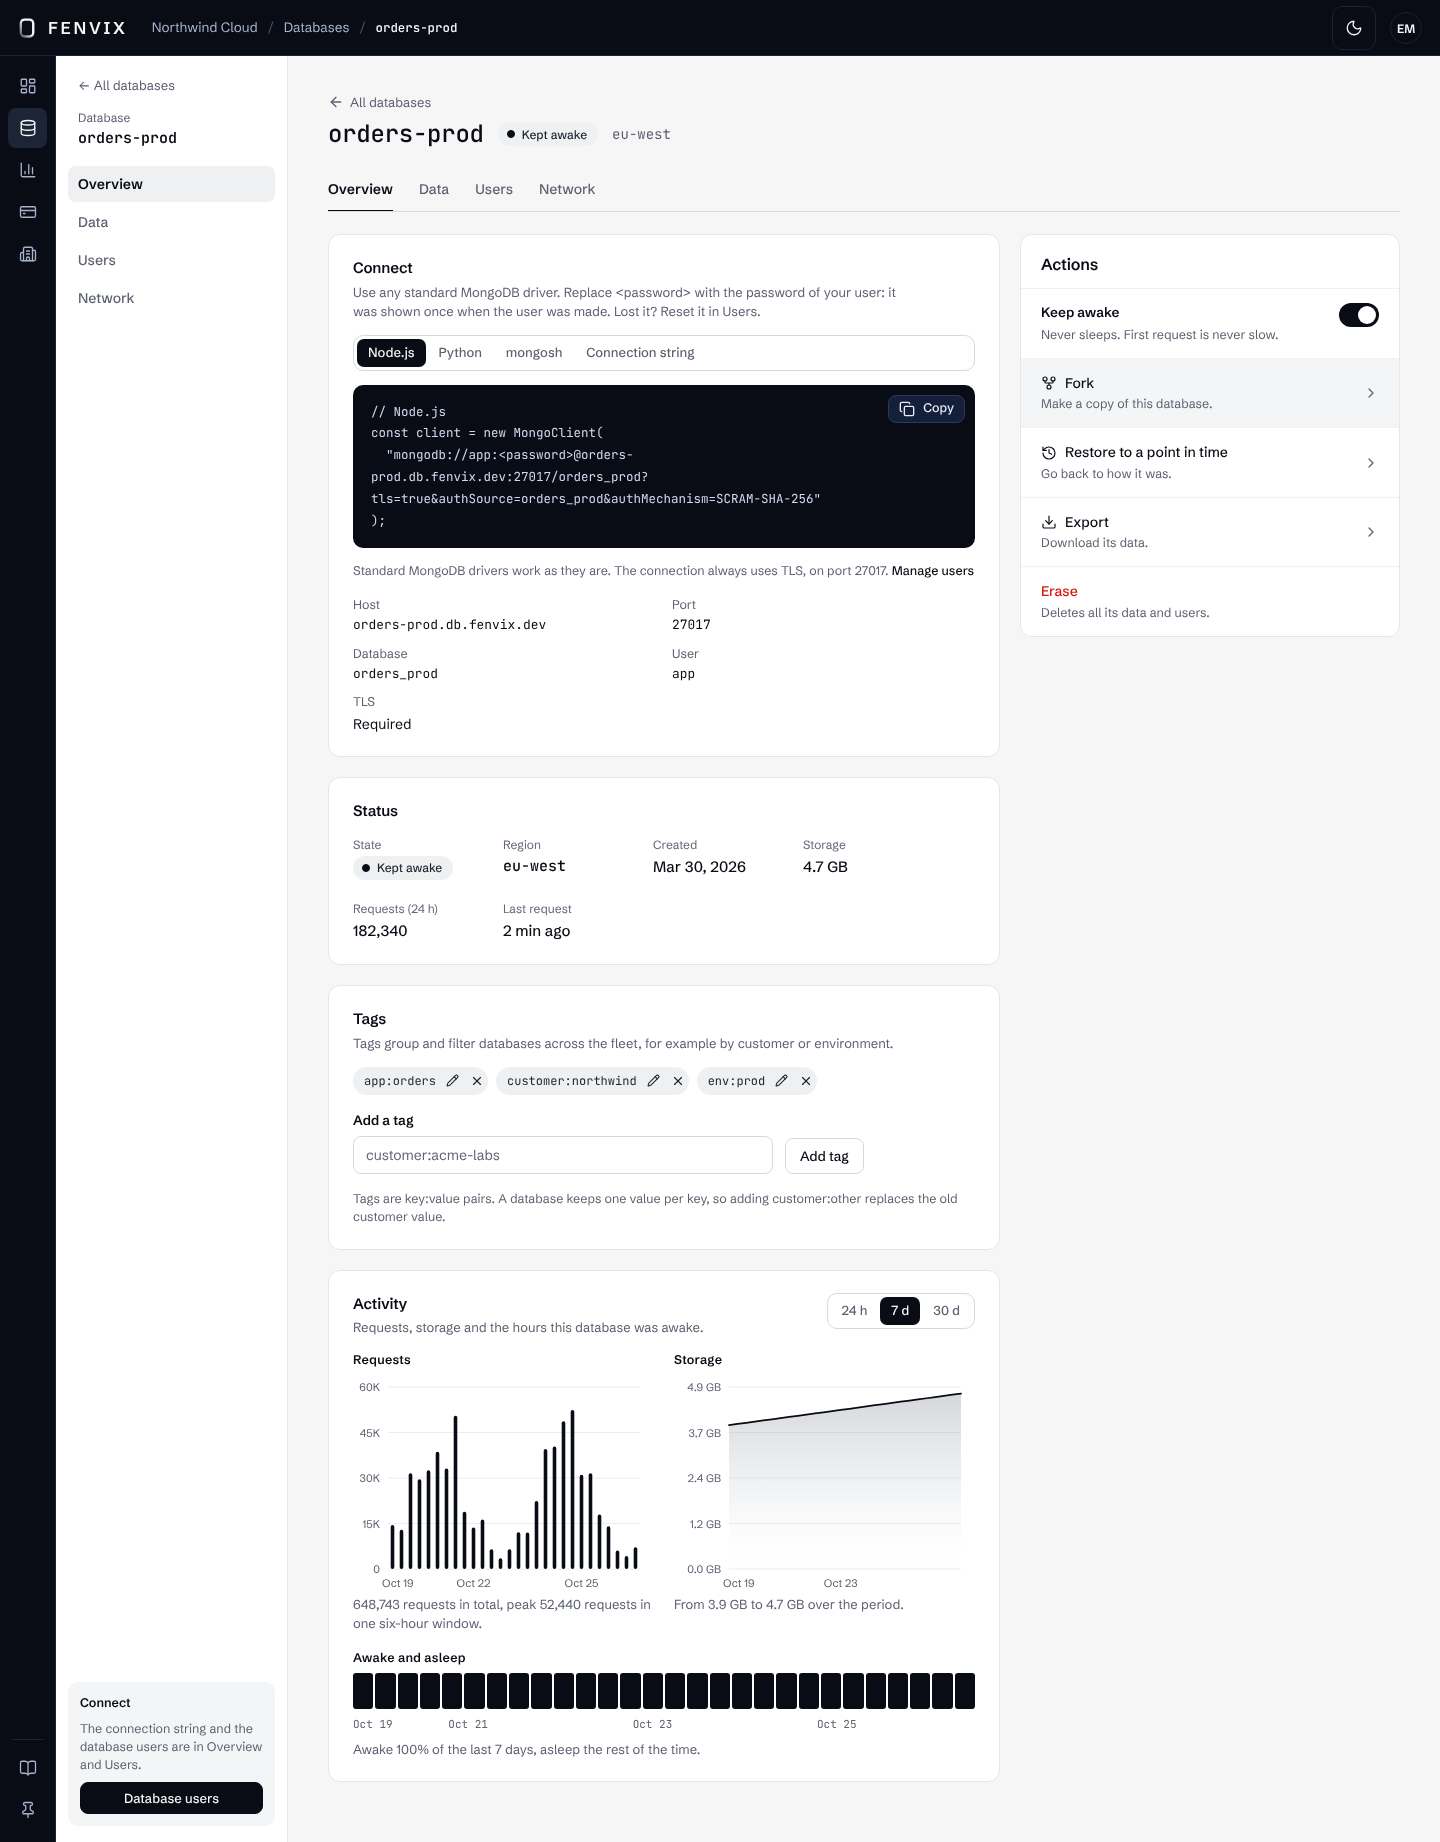 FENVIX
Northwind Cloud / Databases / orders-prod
EM
← All databases
Database
orders-prod
Overview
Data
Users
Network
Connect
The connection string and the
database users are in Overview
and Users.
Database users
← All databases
orders-prod
Kept awake
eu-west
Overview
Data
Users
Network
Connect
Use any standard MongoDB driver. Replace <password> with the password of your user: it
was shown once when the user was made. Lost it? Reset it in Users.
Node.js
Python
mongosh
Connection string
Copy
// Node.js
const client = new MongoClient(
"mongodb://app:<password>@orders-
prod.db.fenvix.dev:27017/orders_prod?
tls=true&authSource=orders_prod&authMechanism=SCRAM-SHA-256"
);
Standard MongoDB drivers work as they are. The connection always uses TLS, on port 27017. Manage users
Host
orders-prod.db.fenvix.dev
Port
27017
Database
orders_prod
User
app
TLS
Required
Status
State
Kept awake
Region
eu-west
Created
Mar 30, 2026
Storage
4.7 GB
Requests (24 h)
182,340
Last request
2 min ago
Tags
Tags group and filter databases across the fleet, for example by customer or environment.
app:orders
customer:northwind
env:prod
Add a tag
customer:acme-labs
Add tag
Tags are key:value pairs. A database keeps one value per key, so adding customer:other replaces the old
customer value.
Activity
Requests, storage and the hours this database was awake.
24 h
7 d
30 d
Requests
60K
45K
30K
15K
0
Oct 19
Oct 22
Oct 25
648,743 requests in total, peak 52,440 requests in
one six-hour window.
Storage
4.9 GB
3.7 GB
2.4 GB
1.2 GB
0.0 GB
Oct 19
Oct 23
From 3.9 GB to 4.7 GB over the period.
Awake and asleep
Oct 19
Oct 21
Oct 23
Oct 25
Awake 100% of the last 7 days, asleep the rest of the time.
Actions
Keep awake
Never sleeps. First request is never slow.
Fork
Make a copy of this database.
Restore to a point in time
Go back to how it was.
Export
Download its data.
Erase
Deletes all its data and users.